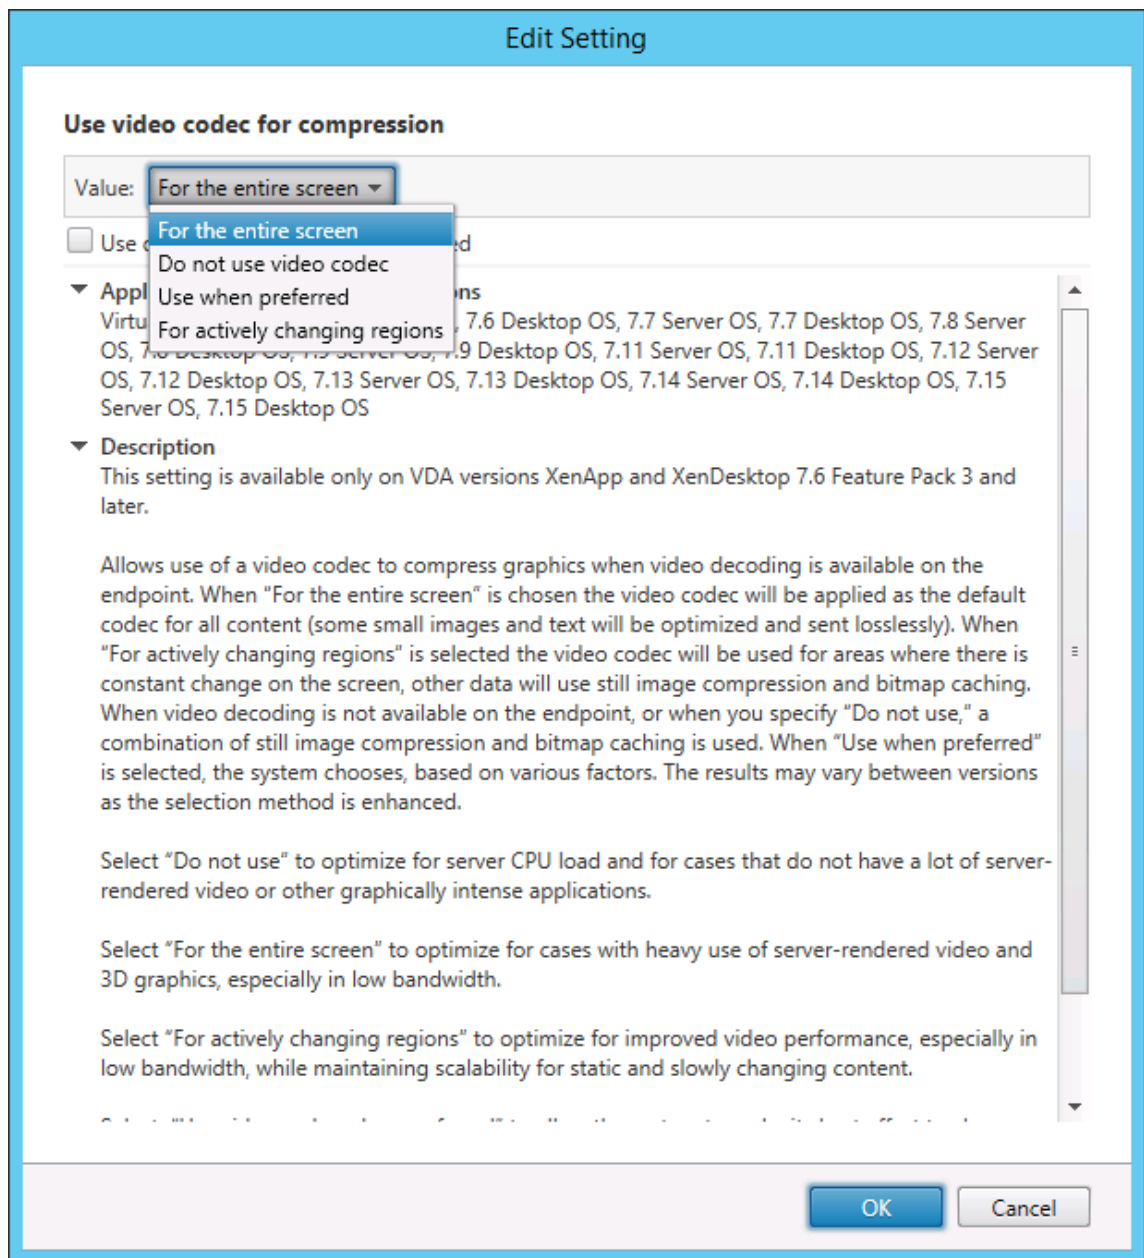 Edit Setting
Use video codec for compression
Value: For the entire screen
For the entire screen
Use
Do not use video codec
Use when preferred
For actively changing regions
Virtu , 7.6 Desktop OS, 7.7 Server OS, 7.7 Desktop OS, 7.8 Server
OS, 7.8 Desktop OS, 7.9 Server OS, 7.9 Desktop OS, 7.11 Server OS, 7.11 Desktop OS, 7.12 Server
OS, 7.12 Desktop OS, 7.13 Server OS, 7.13 Desktop OS, 7.14 Server OS, 7.14 Desktop OS, 7.15
Server OS, 7.15 Desktop OS
Description
This setting is available only on VDA versions XenApp and XenDesktop 7.6 Feature Pack 3 and
later.
Allows use of a video codec to compress graphics when video decoding is available on the
endpoint. When "For the entire screen" is chosen the video codec will be applied as the default
codec for all content (some small images and text will be optimized and sent losslessly). When
"For actively changing regions" is selected the video codec will be used for areas where there is
constant change on the screen, other data will use still image compression and bitmap caching.
When video decoding is not available on the endpoint, or when you specify "Do not use," a
combination of still image compression and bitmap caching is used. When "Use when preferred"
is selected, the system chooses, based on various factors. The results may vary between versions
as the selection method is enhanced.
Select "Do not use" to optimize for server CPU load and for cases that do not have a lot of server-
rendered video or other graphically intense applications.
Select "For the entire screen" to optimize for cases with heavy use of server-rendered video and
3D graphics, especially in low bandwidth.
Select "For actively changing regions" to optimize for improved video performance, especially in
low bandwidth, while maintaining scalability for static and slowly changing content.
OK
Cancel